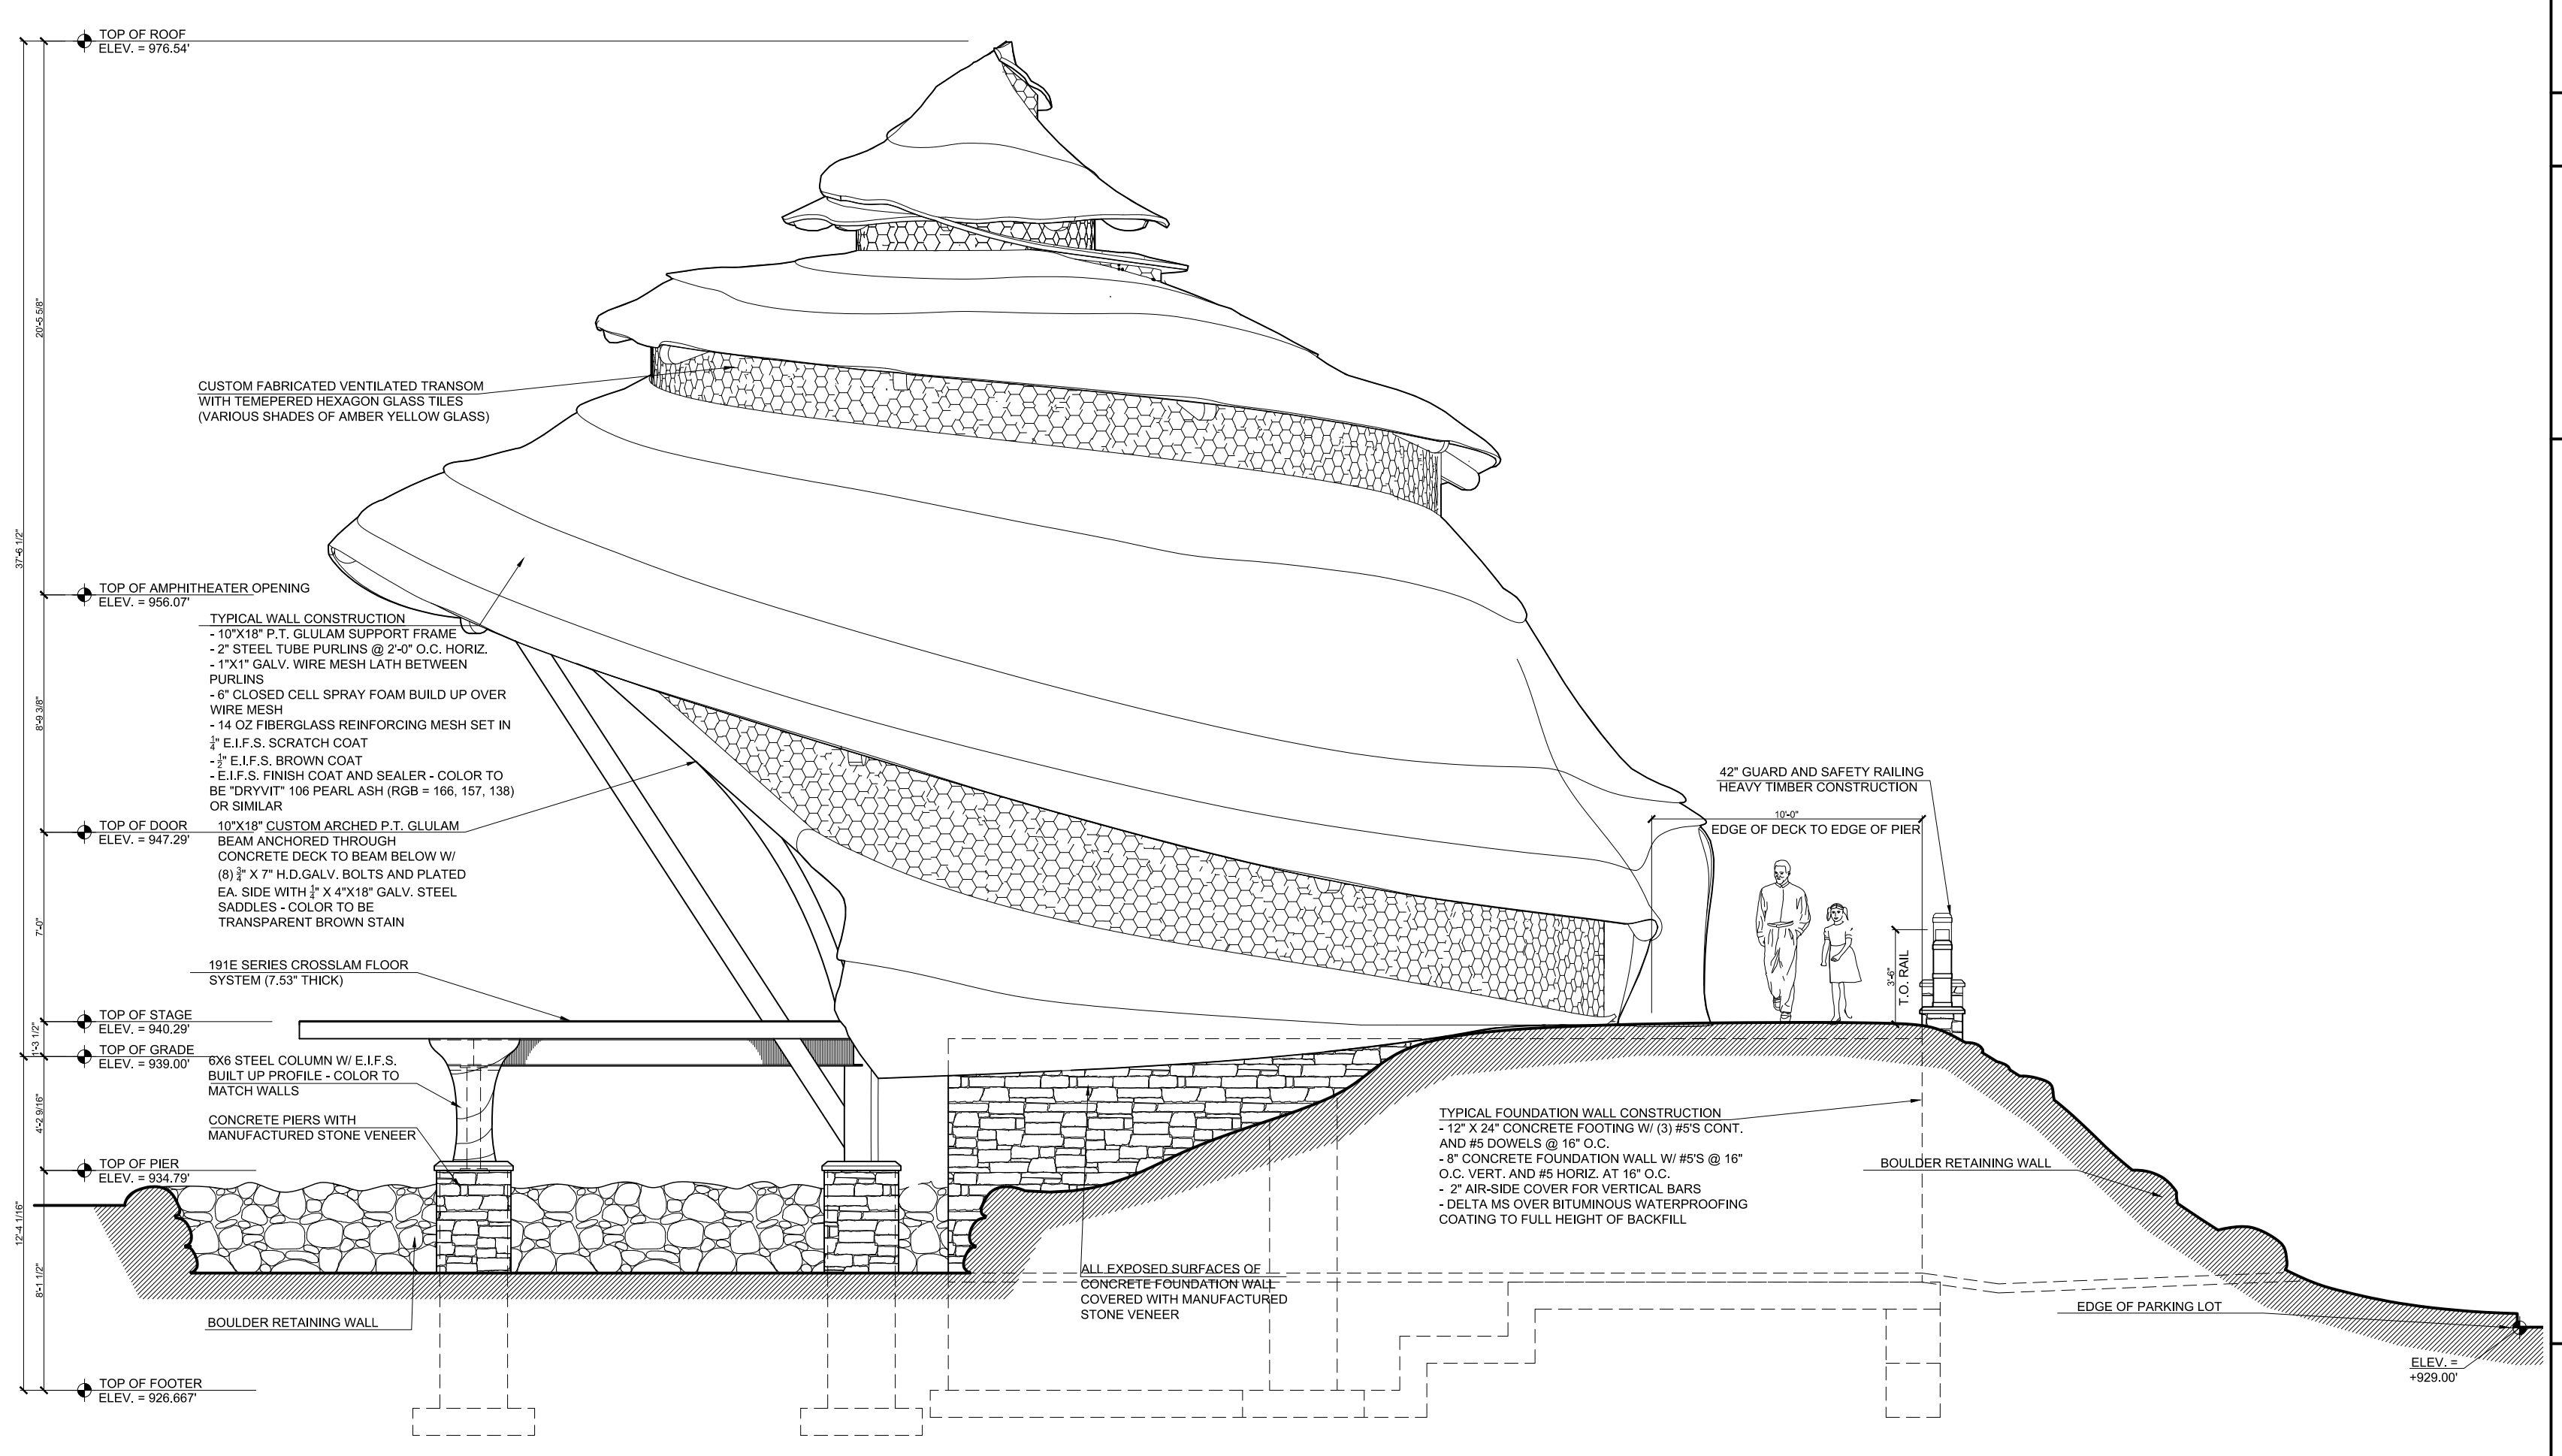 TOP OF ROOF
ELEV. = 976.54'
20'-5 5/8"
CUSTOM FABRICATED VENTILATED TRANSOM
WITH TEMEPERED HEXAGON GLASS TILES
(VARIOUS SHADES OF AMBER YELLOW GLASS)
37'-6 1/2"
TOP OF AMPHITHEATER OPENING
ELEV. = 956.07'
TYPICAL WALL CONSTRUCTION
- 10"X18" P.T. GLULAM SUPPORT FRAME
- 2" STEEL TUBE PURLINS @ 2'-0" O.C. HORIZ.
- 1"X1" GALV. WIRE MESH LATH BETWEEN
PURLINS
- 6" CLOSED CELL SPRAY FOAM BUILD UP OVER
WIRE MESH
- 14 OZ FIBERGLASS REINFORCING MESH SET IN
1/4" E.I.F.S. SCRATCH COAT
- 1/2" E.I.F.S. BROWN COAT
- E.I.F.S. FINISH COAT AND SEALER - COLOR TO
BE "DRYVIT" 106 PEARL ASH (RGB = 166, 157, 138)
OR SIMILAR
8'-9 3/8"
TOP OF DOOR
ELEV. = 947.29'
10"X18" CUSTOM ARCHED P.T. GLULAM
BEAM ANCHORED THROUGH
CONCRETE DECK TO BEAM BELOW W/
(8) 3/4" X 7" H.D.GALV. BOLTS AND PLATED
EA. SIDE WITH 1/4" X 4"X18" GALV. STEEL
SADDLES - COLOR TO BE
TRANSPARENT BROWN STAIN
42" GUARD AND SAFETY RAILING
HEAVY TIMBER CONSTRUCTION
10'-0"
EDGE OF DECK TO EDGE OF PIER
3'-6"
T.O. RAIL
7'-0"
191E SERIES CROSSLAM FLOOR
SYSTEM (7.53" THICK)
TOP OF STAGE
ELEV. = 940.29'
1'-3 1/2"
TOP OF GRADE
ELEV. = 939.00'
6X6 STEEL COLUMN W/ E.I.F.S.
BUILT UP PROFILE - COLOR TO
MATCH WALLS
4'-2 9/16"
CONCRETE PIERS WITH
MANUFACTURED STONE VENEER
TOP OF PIER
ELEV. = 934.79'
TYPICAL FOUNDATION WALL CONSTRUCTION
- 12" X 24" CONCRETE FOOTING W/ (3) #5'S CONT.
AND #5 DOWELS @ 16" O.C.
- 8" CONCRETE FOUNDATION WALL W/ #5'S @ 16"
O.C. VERT. AND #5 HORIZ. AT 16" O.C.
- 2" AIR-SIDE COVER FOR VERTICAL BARS
- DELTA MS OVER BITUMINOUS WATERPROOFING
COATING TO FULL HEIGHT OF BACKFILL
BOULDER RETAINING WALL
12'-4 1/16"
8'-1 1/2"
ALL EXPOSED SURFACES OF
CONCRETE FOUNDATION WALL
COVERED WITH MANUFACTURED
STONE VENEER
BOULDER RETAINING WALL
EDGE OF PARKING LOT
ELEV. =
+929.00'
TOP OF FOOTER
ELEV. = 926.667'